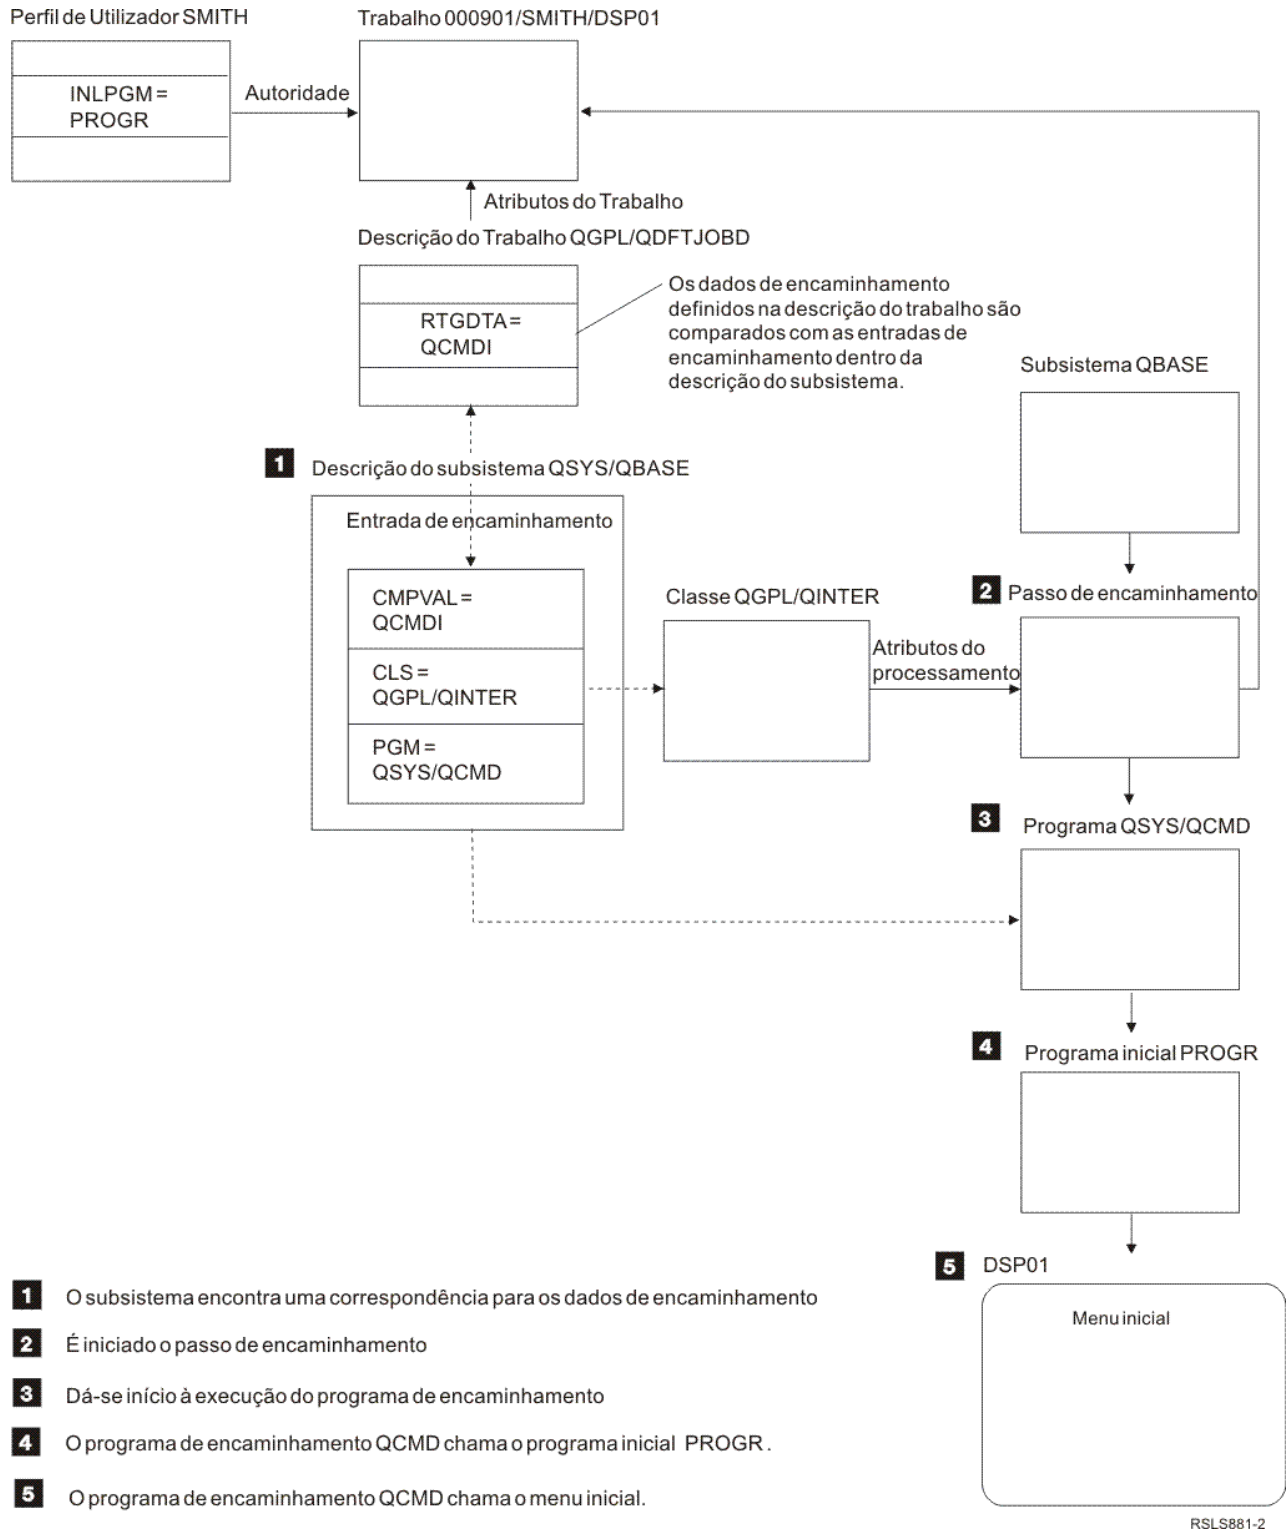 Perfil de Utilizador SMITH
Trabalho 000901/SMITH/DSP01
INLPGM =
PROGR
Autoridade
Atributos do Trabalho
Descrição do Trabalho QGPL/QDFTJOBD
RTGDTA =
QCMDI
Os dados de encaminhamento
definidos na descrição do trabalho são
comparados com as entradas de
encaminhamento dentro da
descrição do subsistema.
Subsistema QBASE
1 Descrição do subsistema QSYS/QBASE
Entrada de encaminhamento
CMPVAL =
QCMDI
CLS =
QGPL/QINTER
PGM =
QSYS/QCMD
Classe QGPL/QINTER
Atributos do
processamento
2 Passo de encaminhamento
3 Programa QSYS/QCMD
4 Programa inicial PROGR
5 DSP01
Menu inicial
1 O subsistema encontra uma correspondência para os dados de encaminhamento
2 É iniciado o passo de encaminhamento
3 Dá-se início à execução do programa de encaminhamento
4 O programa de encaminhamento QCMD chama o programa inicial PROGR .
5 O programa de encaminhamento QCMD chama o menu inicial.
RSLS881-2